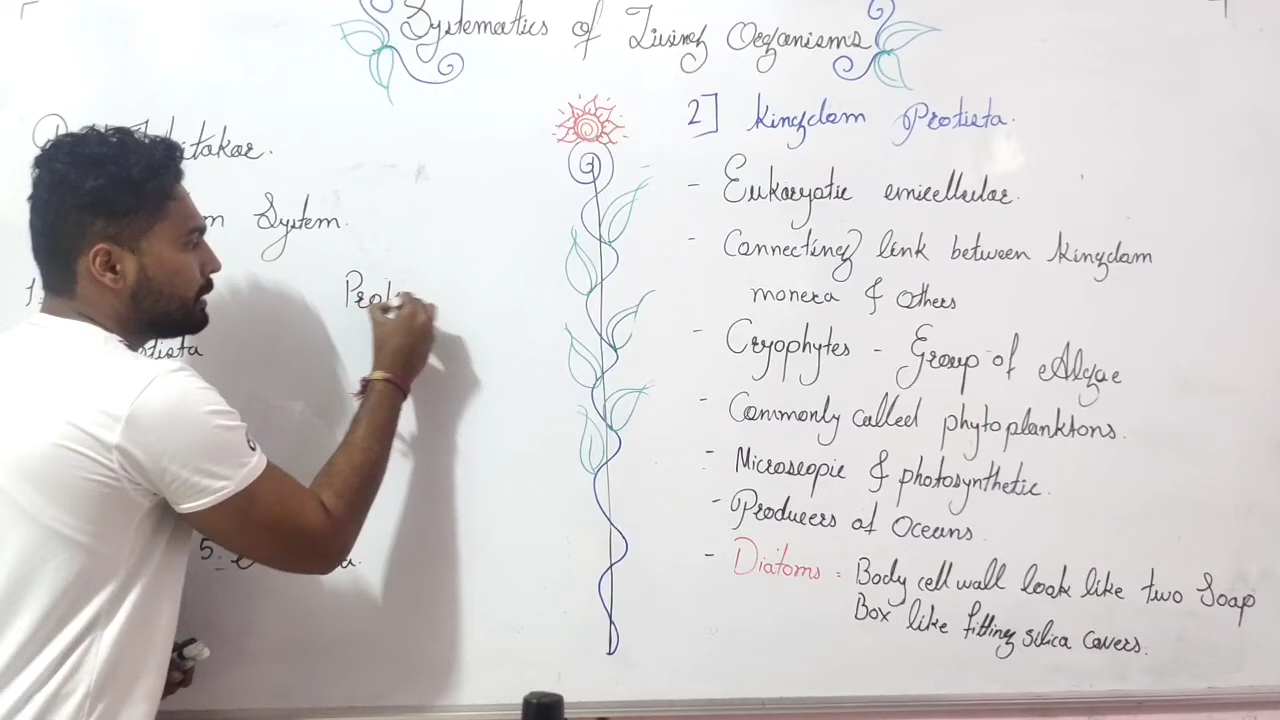 Systematics of Living Organisms
System.
5.
2] Kingdom Protista.
- Eukaryotic unicellular.
- Connecting link between Kingdom
monera & Others
- Cryophytes - Group of Algae
- Commonly called phytoplanktons.
- Microscopic & photosynthetic.
- Producers of Oceans
- Diatoms = Body cell wall look like two Soap
Box like fitting silica covers.